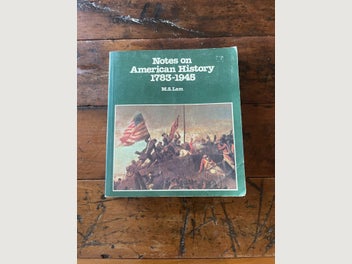 Notes on
American History
1783-1945
M.S.Lam